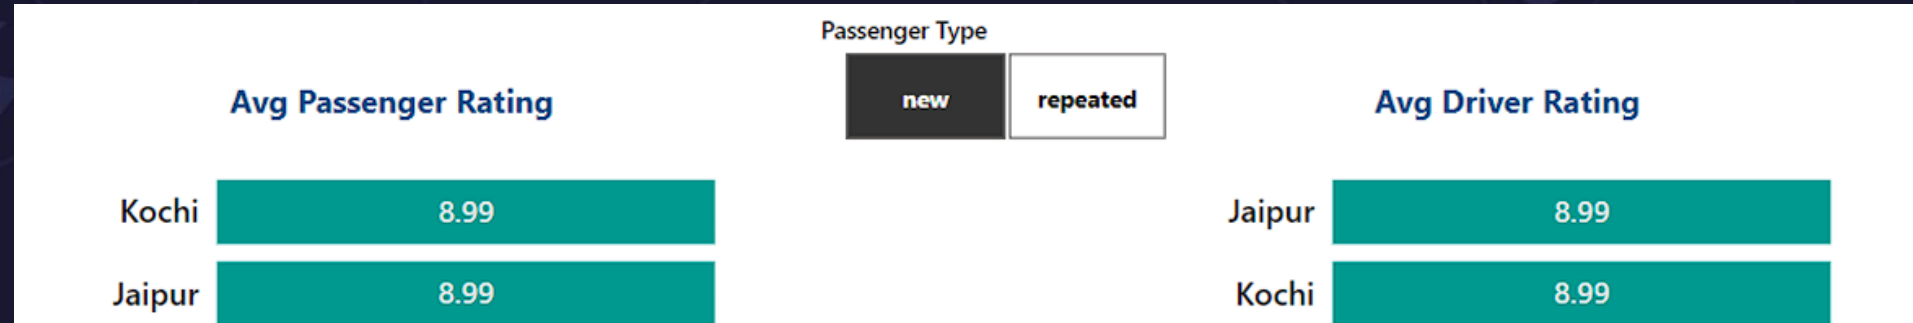 Passenger Type
new repeated
Avg Passenger Rating
Kochi 8.99
Jaipur 8.99
Avg Driver Rating
Jaipur 8.99
Kochi 8.99